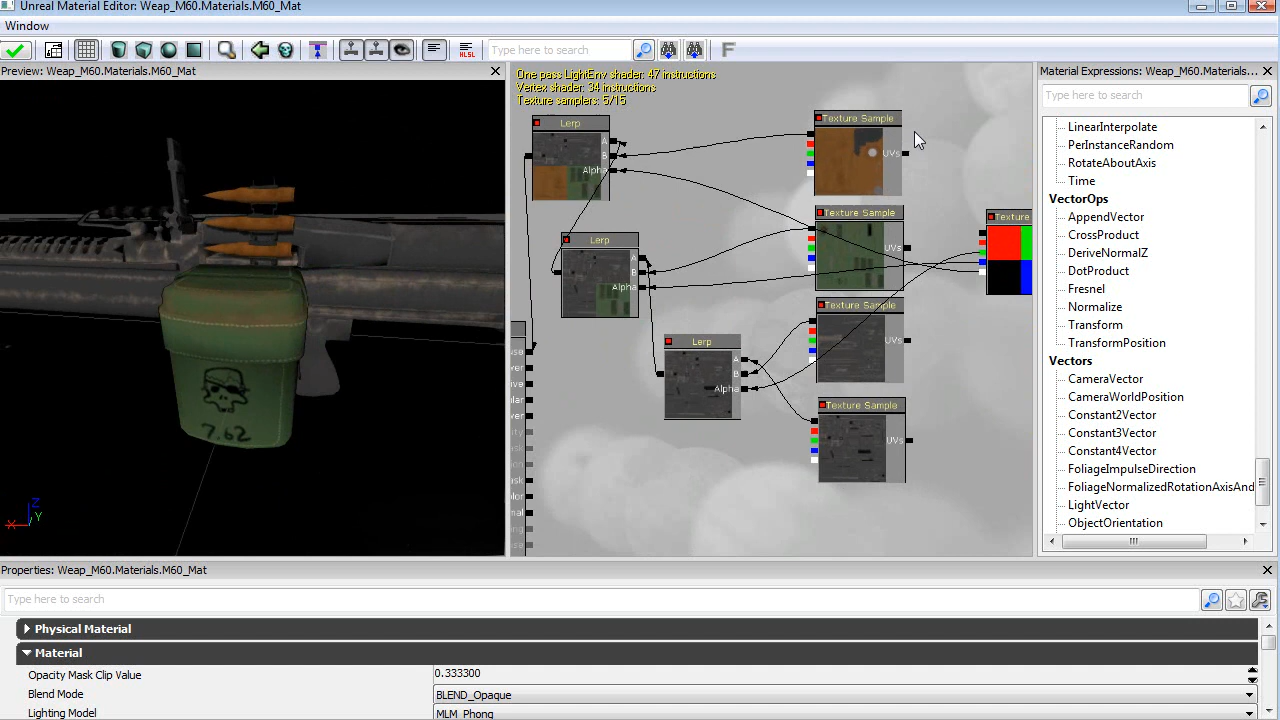 Unreal Material Editor: Weap_M60.Materials.M60_Mat
Window
Type here to search
F
Preview: Weap_M60.Materials.M60_Mat
7.62
Z
X
Y
One pass LightEnv shader: 47 instructions
Vertex shader: 34 instructions
Texture samplers: 5/15
Lerp
A
B
Alpha
Lerp
A
B
Alpha
Lerp
A
B
Alpha
Texture Sample
UVs
Texture Sample
UVs
Texture Sample
UVs
Texture Sample
UVs
Texture
Material Expressions: Weap_M60.Materials...
Type here to search
LinearInterpolate
PerInstanceRandom
RotateAboutAxis
Time
VectorOps
AppendVector
CrossProduct
DeriveNormalZ
DotProduct
Fresnel
Normalize
Transform
TransformPosition
Vectors
CameraVector
CameraWorldPosition
Constant2Vector
Constant3Vector
Constant4Vector
FoliageImpulseDirection
FoliageNormalizedRotationAxisAnd
LightVector
ObjectOrientation
Properties: Weap_M60.Materials.M60_Mat
Type here to search
Physical Material
Material
Opacity Mask Clip Value 0.333300
Blend Mode BLEND_Opaque
Lighting Model MLM_Phong